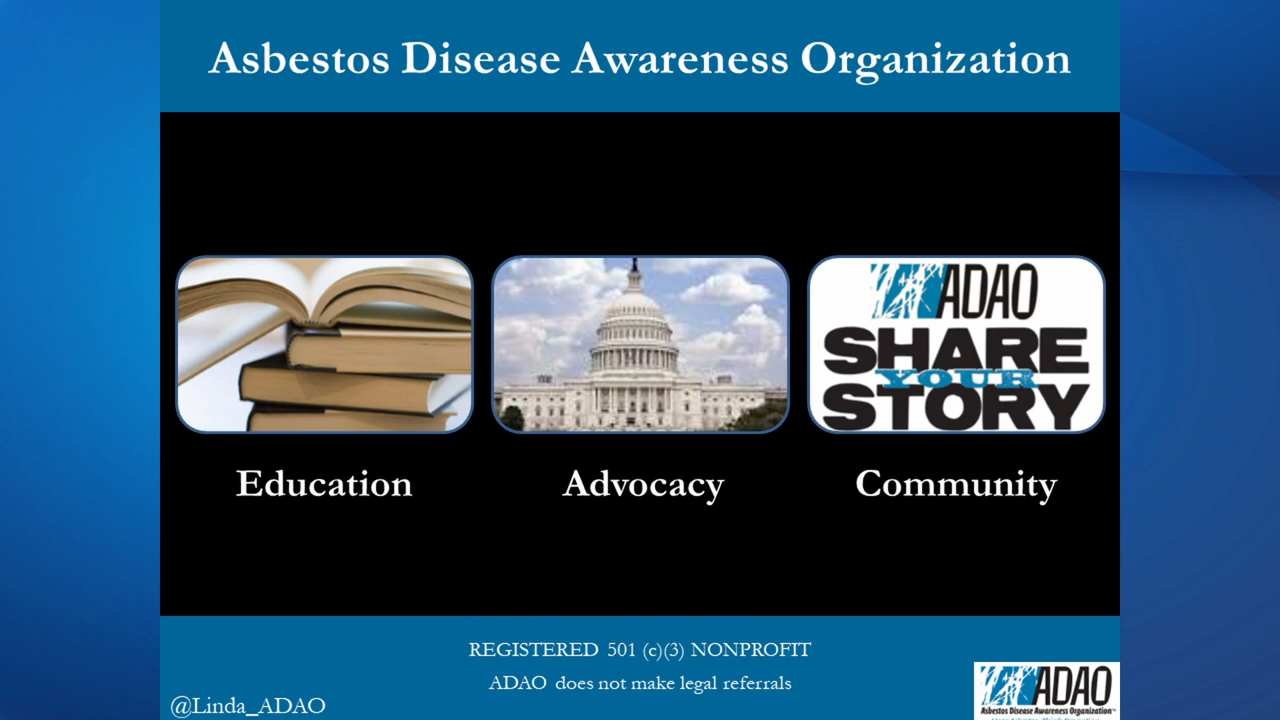 Asbestos Disease Awareness Organization
ADAO
SHARE
YOUR
STORY
Education
Advocacy
Community
REGISTERED 501 (c)(3) NONPROFIT
ADAO does not make legal referrals
@Linda_ADAO
ADAO
Asbestos Disease Awareness Organization